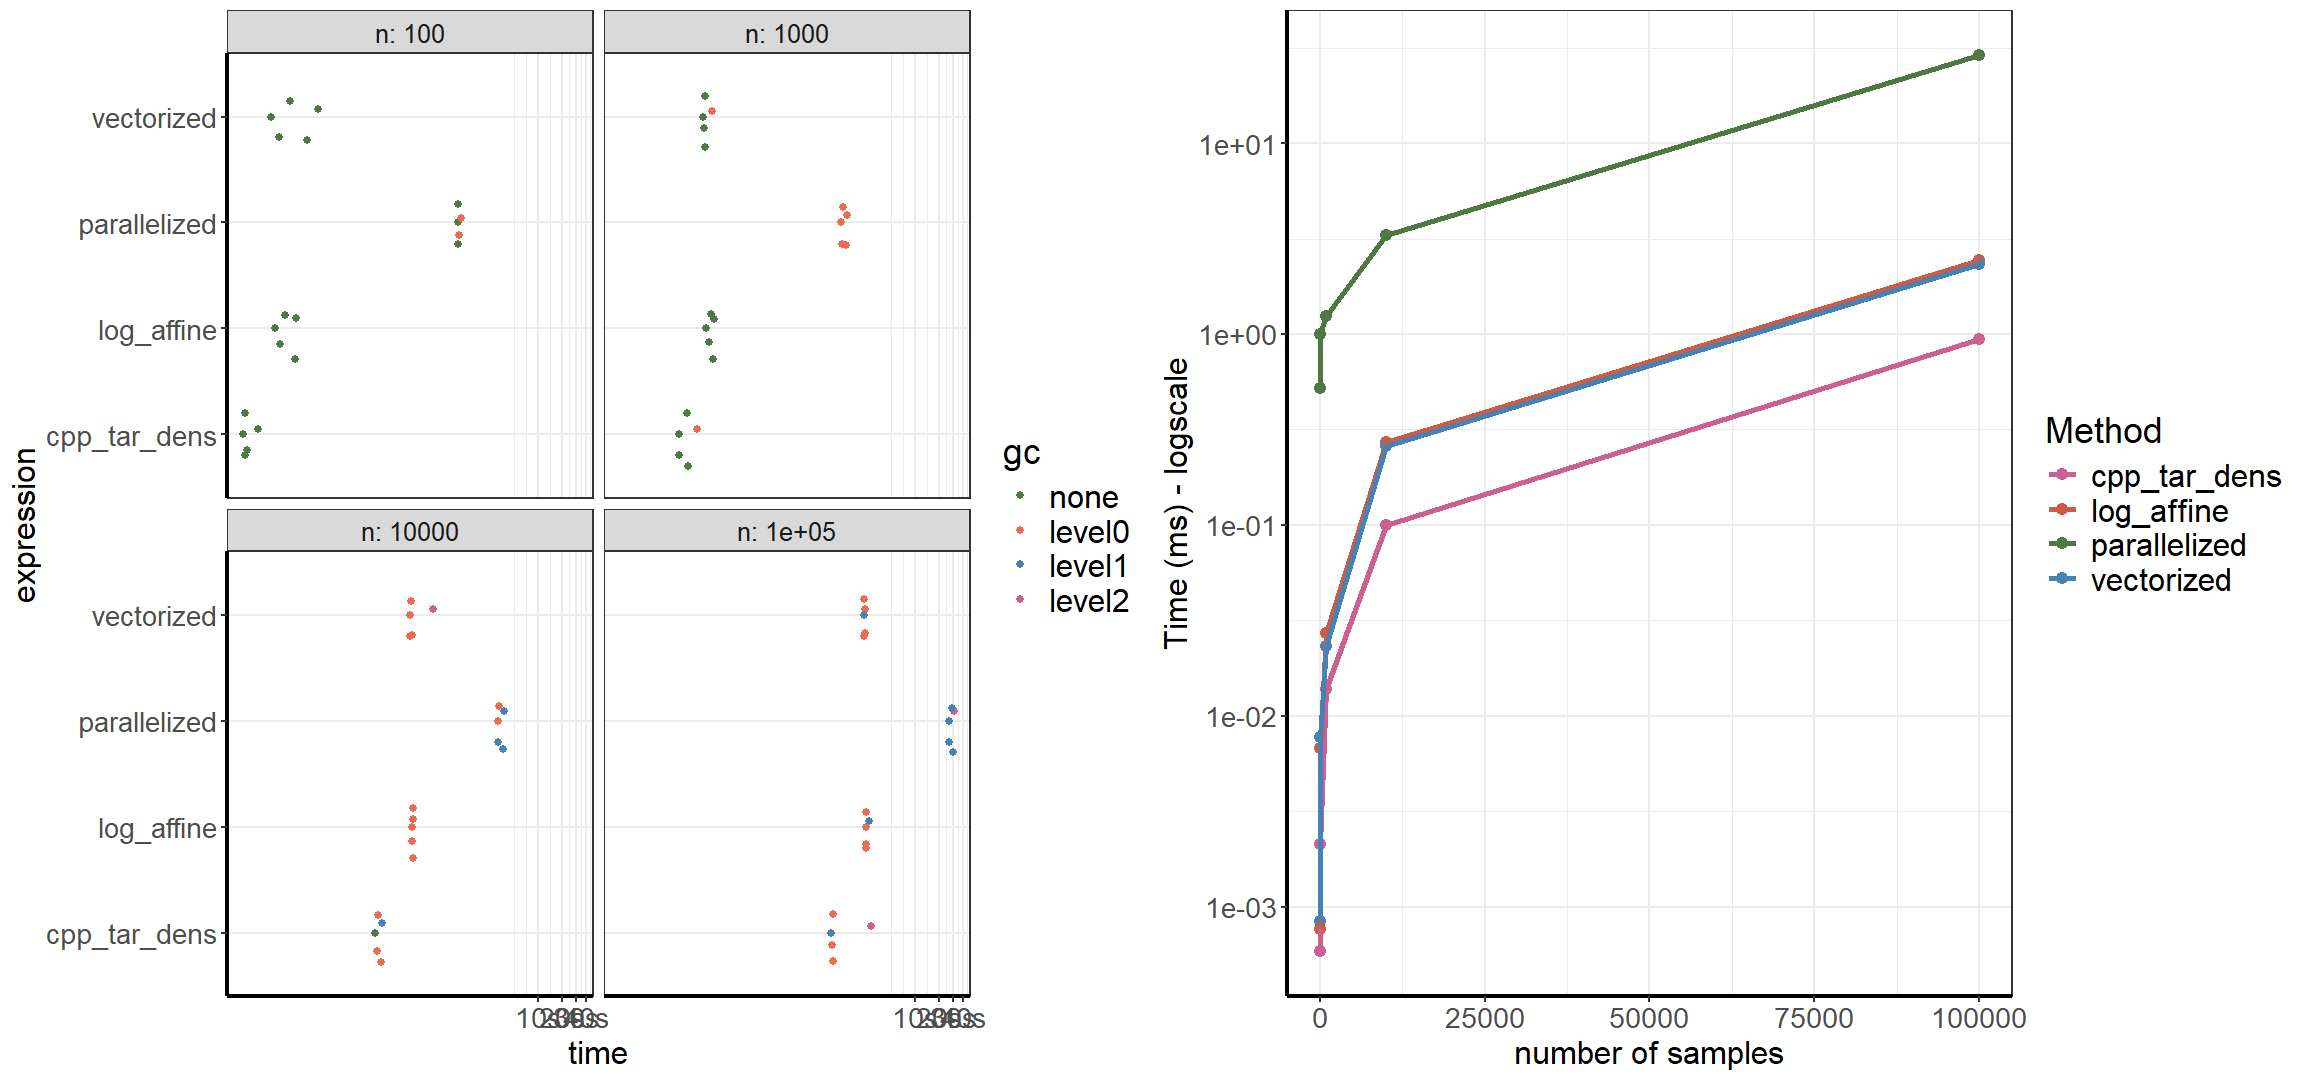 n: 100
n: 1000
vectorized
parallelized
log_affine
cpp_tar_dens
n: 10000
n: 1e+05
vectorized
parallelized
log_affine
cpp_tar_dens
expression
time
gc
none
level0
level1
level2
1e+01
1e+00
1e-01
1e-02
1e-03
Time (ms) - logscale
0
25000
50000
75000
100000
number of samples
Method
cpp_tar_dens
log_affine
parallelized
vectorized